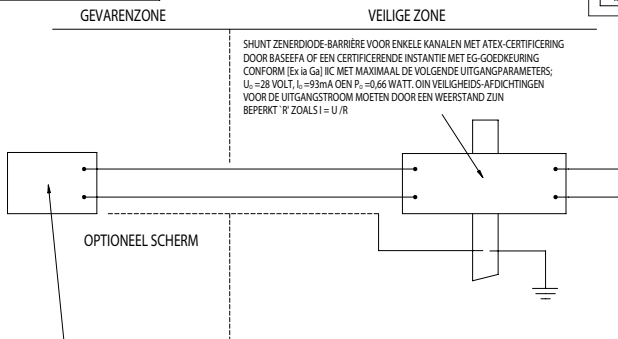 GEVARENZONE
VEILIGE ZONE
SHUNT ZENERDIODE-BARRIÈRE VOOR ENKELE KANALEN MET ATEX-CERTIFICERING
DOOR BASEEFA OF EEN CERTIFICERENDE INSTANTIE MET EG-GOEDKEURING
CONFORM [Ex ia Ga] IIC MET MAXIMAAL DE VOLGENDE UITGANGPARAMETERS;
U₀ =28 VOLT, I₀ =93mA OEN P₀ =0,66 WATT. OIN VEILIGHEIDS-AFDICHTINGEN
VOOR DE UITGANGSTROOM MOETEN DOOR EEN WEERSTAND ZIJN
BEPERKT `R' ZOALS I = U /R
OPTIONEEL SCHERM